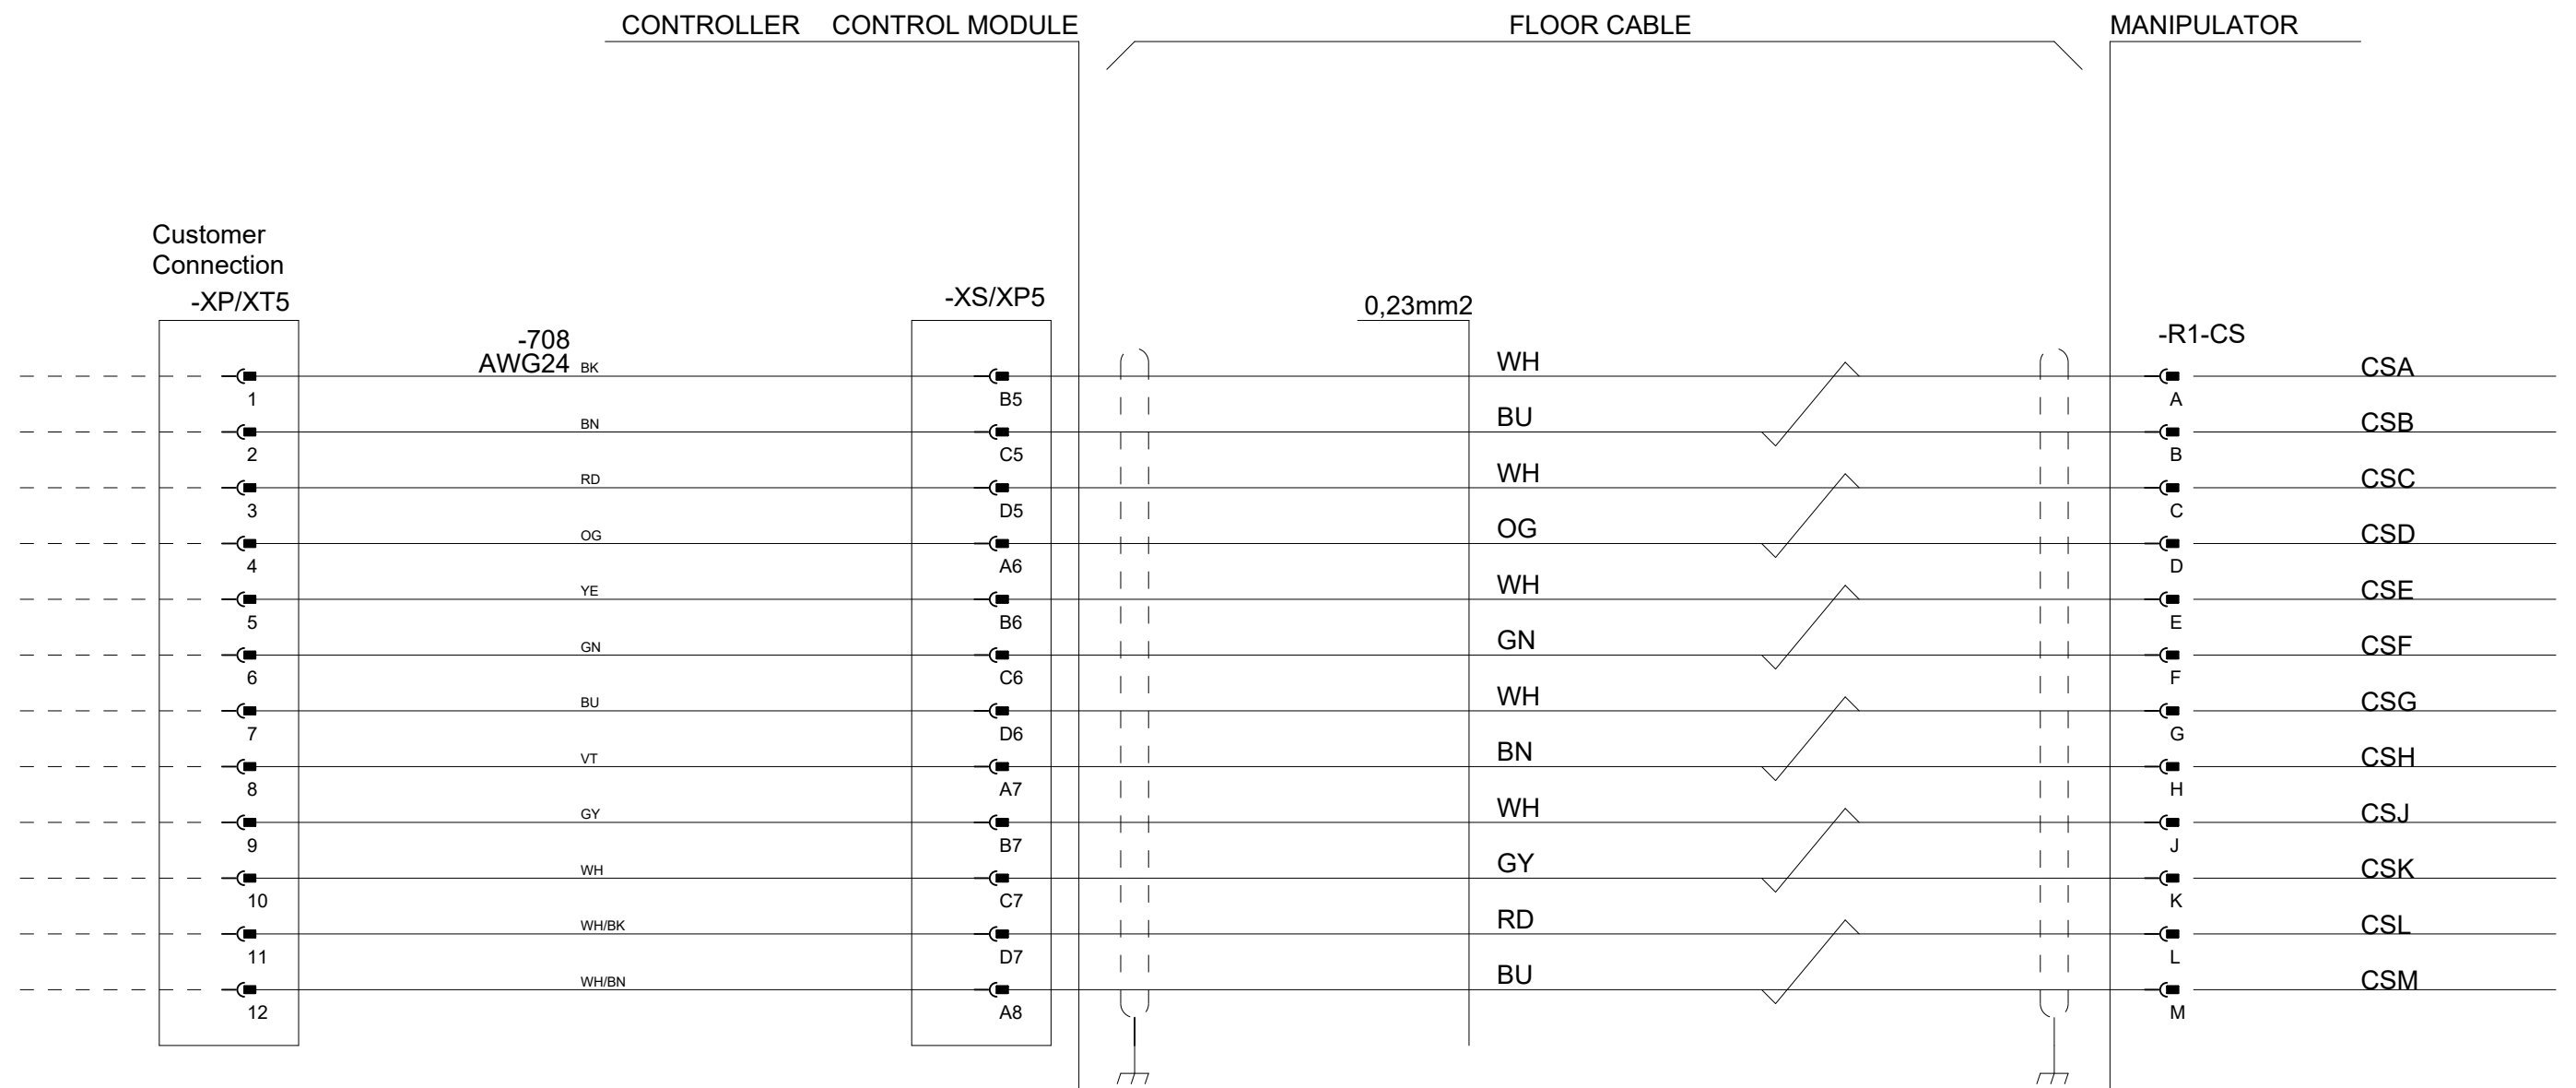 CONTROLLER CONTROL MODULE FLOOR CABLE MANIPULATOR
Customer
Connection
-XP/XT5 -XS/XP5 0,23mm2 -R1-CS
-708
AWG24 BK WH CSA
1 B5 A
BN BU CSB
2 C5 B
RD WH CSC
3 D5 C
OG OG CSD
4 A6 D
YE WH CSE
5 B6 E
GN GN CSF
6 C6 F
BU WH CSG
7 D6 G
VT BN CSH
8 A7 H
GY WH CSJ
9 B7 J
WH GY CSK
10 C7 K
WH/BK RD CSL
11 D7 L
WH/BN BU CSM
12 A8 M